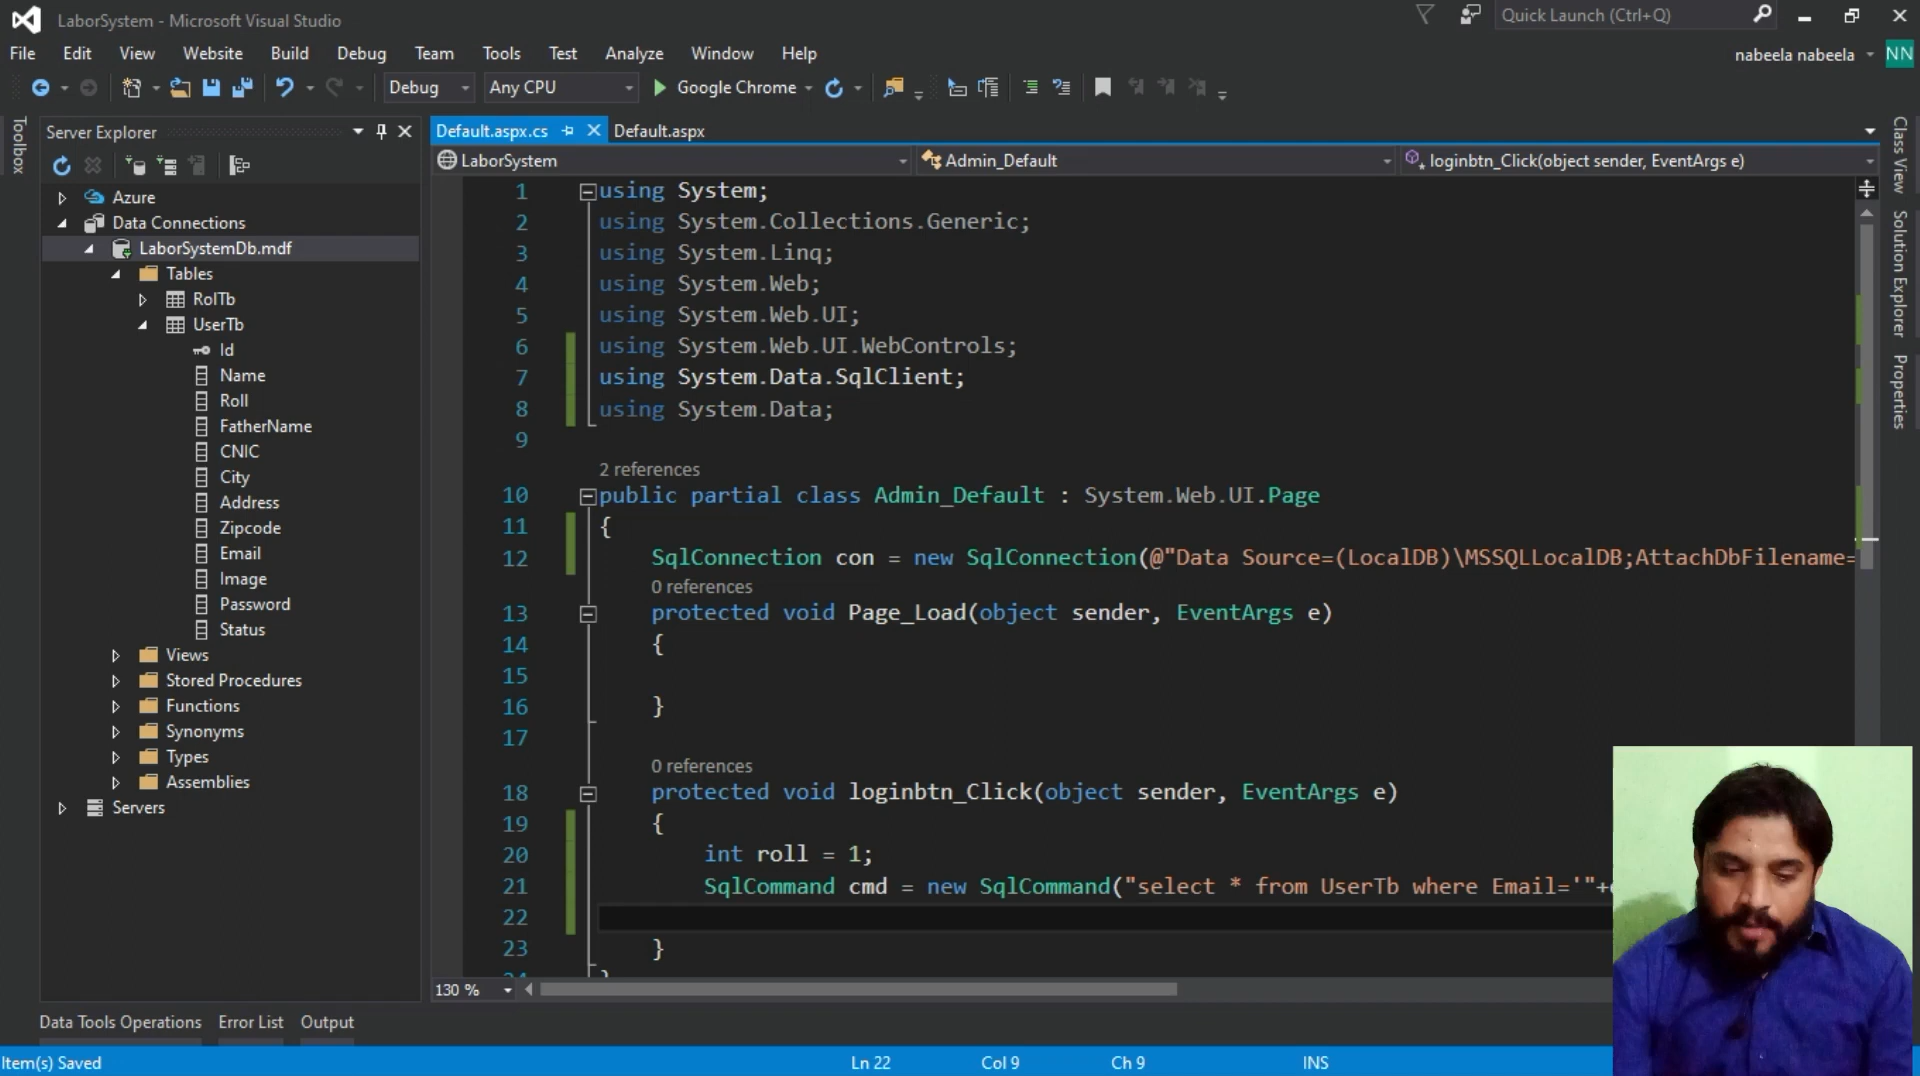 LaborSystem - Microsoft Visual Studio
Quick Launch (Ctrl+Q)
File Edit View Website Build Debug Team Tools Test Analyze Window Help
nabeela nabeela NN
Debug Any CPU Google Chrome
Toolbox
Server Explorer
Azure
Data Connections
LaborSystemDb.mdf
Tables
RolTb
UserTb
Id
Name
Roll
FatherName
CNIC
City
Address
Zipcode
Email
Image
Password
Status
Views
Stored Procedures
Functions
Synonyms
Types
Assemblies
Servers
Default.aspx.cs Default.aspx
LaborSystem Admin_Default loginbtn_Click(object sender, EventArgs e)
1 using System;
2 using System.Collections.Generic;
3 using System.Linq;
4 using System.Web;
5 using System.Web.UI;
6 using System.Web.UI.WebControls;
7 using System.Data.SqlClient;
8 using System.Data;
9
2 references
10 public partial class Admin_Default : System.Web.UI.Page
11 {
12 SqlConnection con = new SqlConnection(@"Data Source=(LocalDB)\MSSQLLocalDB;AttachDbFilename=
0 references
13 protected void Page_Load(object sender, EventArgs e)
14 {
15
16 }
17
0 references
18 protected void loginbtn_Click(object sender, EventArgs e)
19 {
20 int roll = 1;
21 SqlCommand cmd = new SqlCommand("select * from UserTb where Email='"+
22
23 }
24 }
130 %
Class View
Solution Explorer
Properties
Data Tools Operations Error List Output
Item(s) Saved Ln 22 Col 9 Ch 9 INS